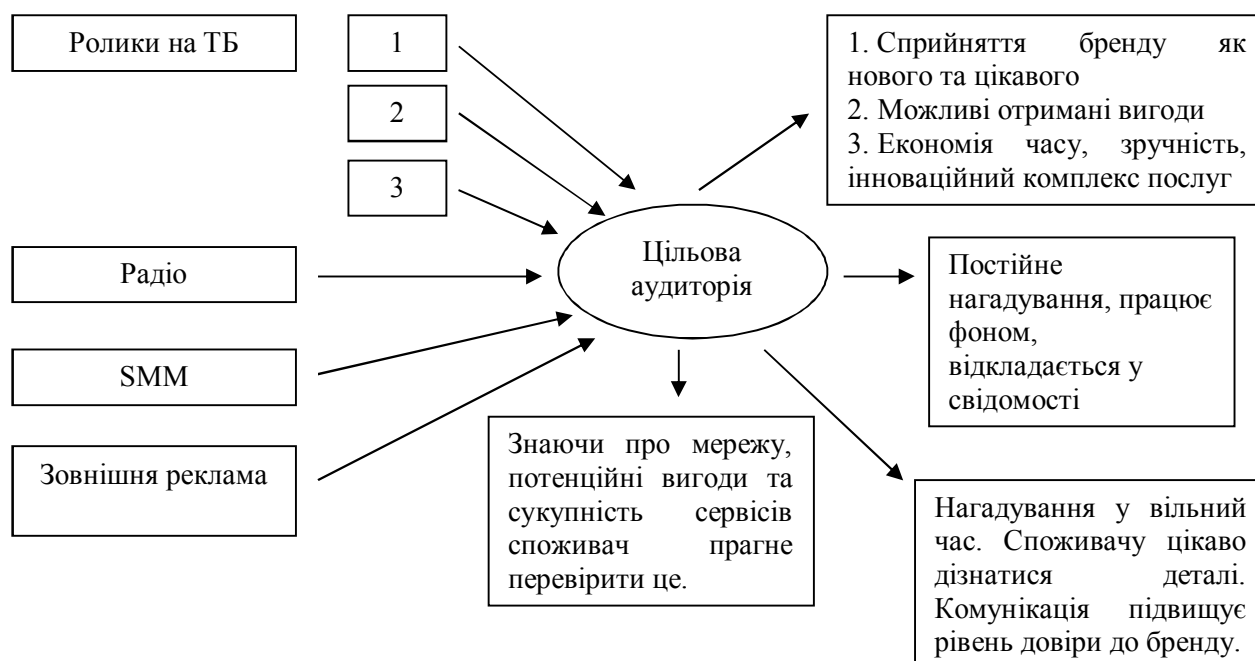 Ролики на ТБ
1
2
3
Радіо
SMM
Зовнішня реклама
Цільова
аудиторія
1. Сприйняття бренду як
нового та цікавого
2. Можливі отримані вигоди
3. Економія часу, зручність,
інноваційний комплекс послуг
Постійне
нагадування, працює
фоном,
відкладається у
свідомості
Знаючи про мережу,
потенційні вигоди та
сукупність сервісів
споживач прагне
перевірити це.
Нагадування у вільний
час. Споживачу цікаво
дізнатися деталі.
Комунікація підвищує
рівень довіри до бренду.